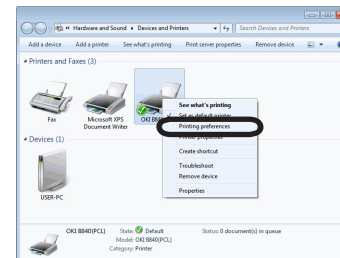 « Hardware and Sound ▸ Devices and Printers
Search Devices and Printers
Add a device Add a printer See what's printing Print server properties Remove device
Printers and Faxes (3)
Fax
Microsoft XPS Document Writer
OKI B840(PCL)
See what's printing
Set as default printer
Printing preferences
Printer properties
Create shortcut
Troubleshoot
Remove device
Properties
Devices (1)
USER-PC
OKI B840(PCL) State: Default Status: 0 document(s) in queue
Model: OKI B840(PCL)
Category: Printer